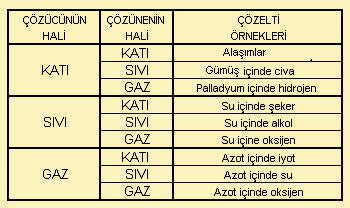 ÇÖZÜCÜNÜN HALİ ÇÖZÜNENİN HALİ ÇÖZELTİ ÖRNEKLERİ
KATI KATI Alaşımlar
SIVI Gümüş içinde civa
GAZ Palladyum içinde hidrojen
SIVI KATI Su içinde şeker
SIVI Su içinde alkol
GAZ Su içine oksijen
GAZ KATI Azot içinde iyot
SIVI Azot içinde su
GAZ Azot içinde oksijen